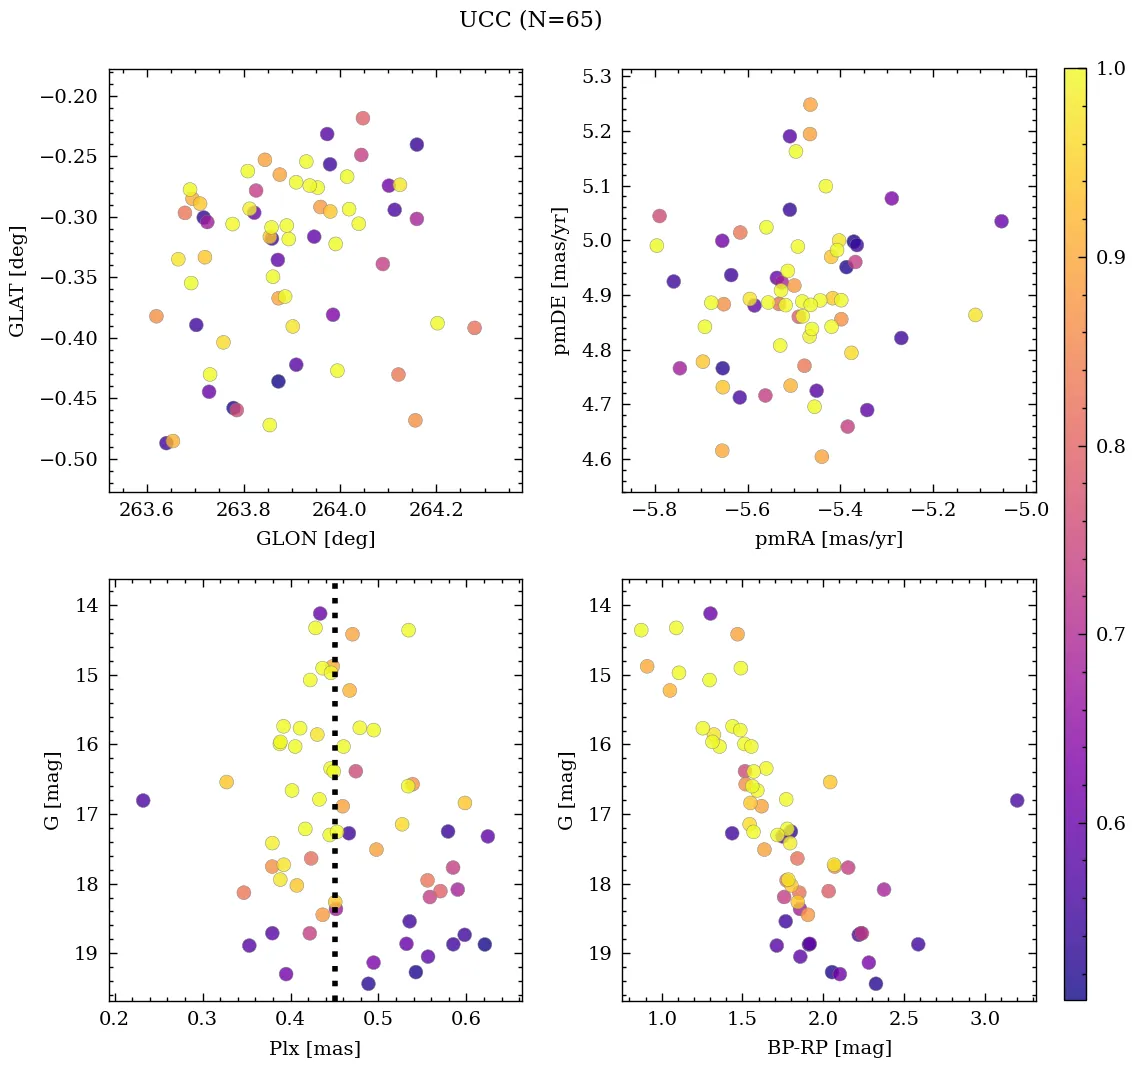 UCC (N=65)
−0.20
−0.25
−0.30
−0.35
−0.40
−0.45
−0.50
GLAT [deg]
263.6 263.8 264.0 264.2
GLON [deg]
5.3
5.2
5.1
5.0
4.9
4.8
4.7
4.6
pmDE [mas/yr]
−5.8 −5.6 −5.4 −5.2 −5.0
pmRA [mas/yr]
14
15
16
17
18
19
G [mag]
0.2 0.3 0.4 0.5 0.6
Plx [mas]
14
15
16
17
18
19
G [mag]
1.0 1.5 2.0 2.5 3.0
BP-RP [mag]
1.0
0.9
0.8
0.7
0.6